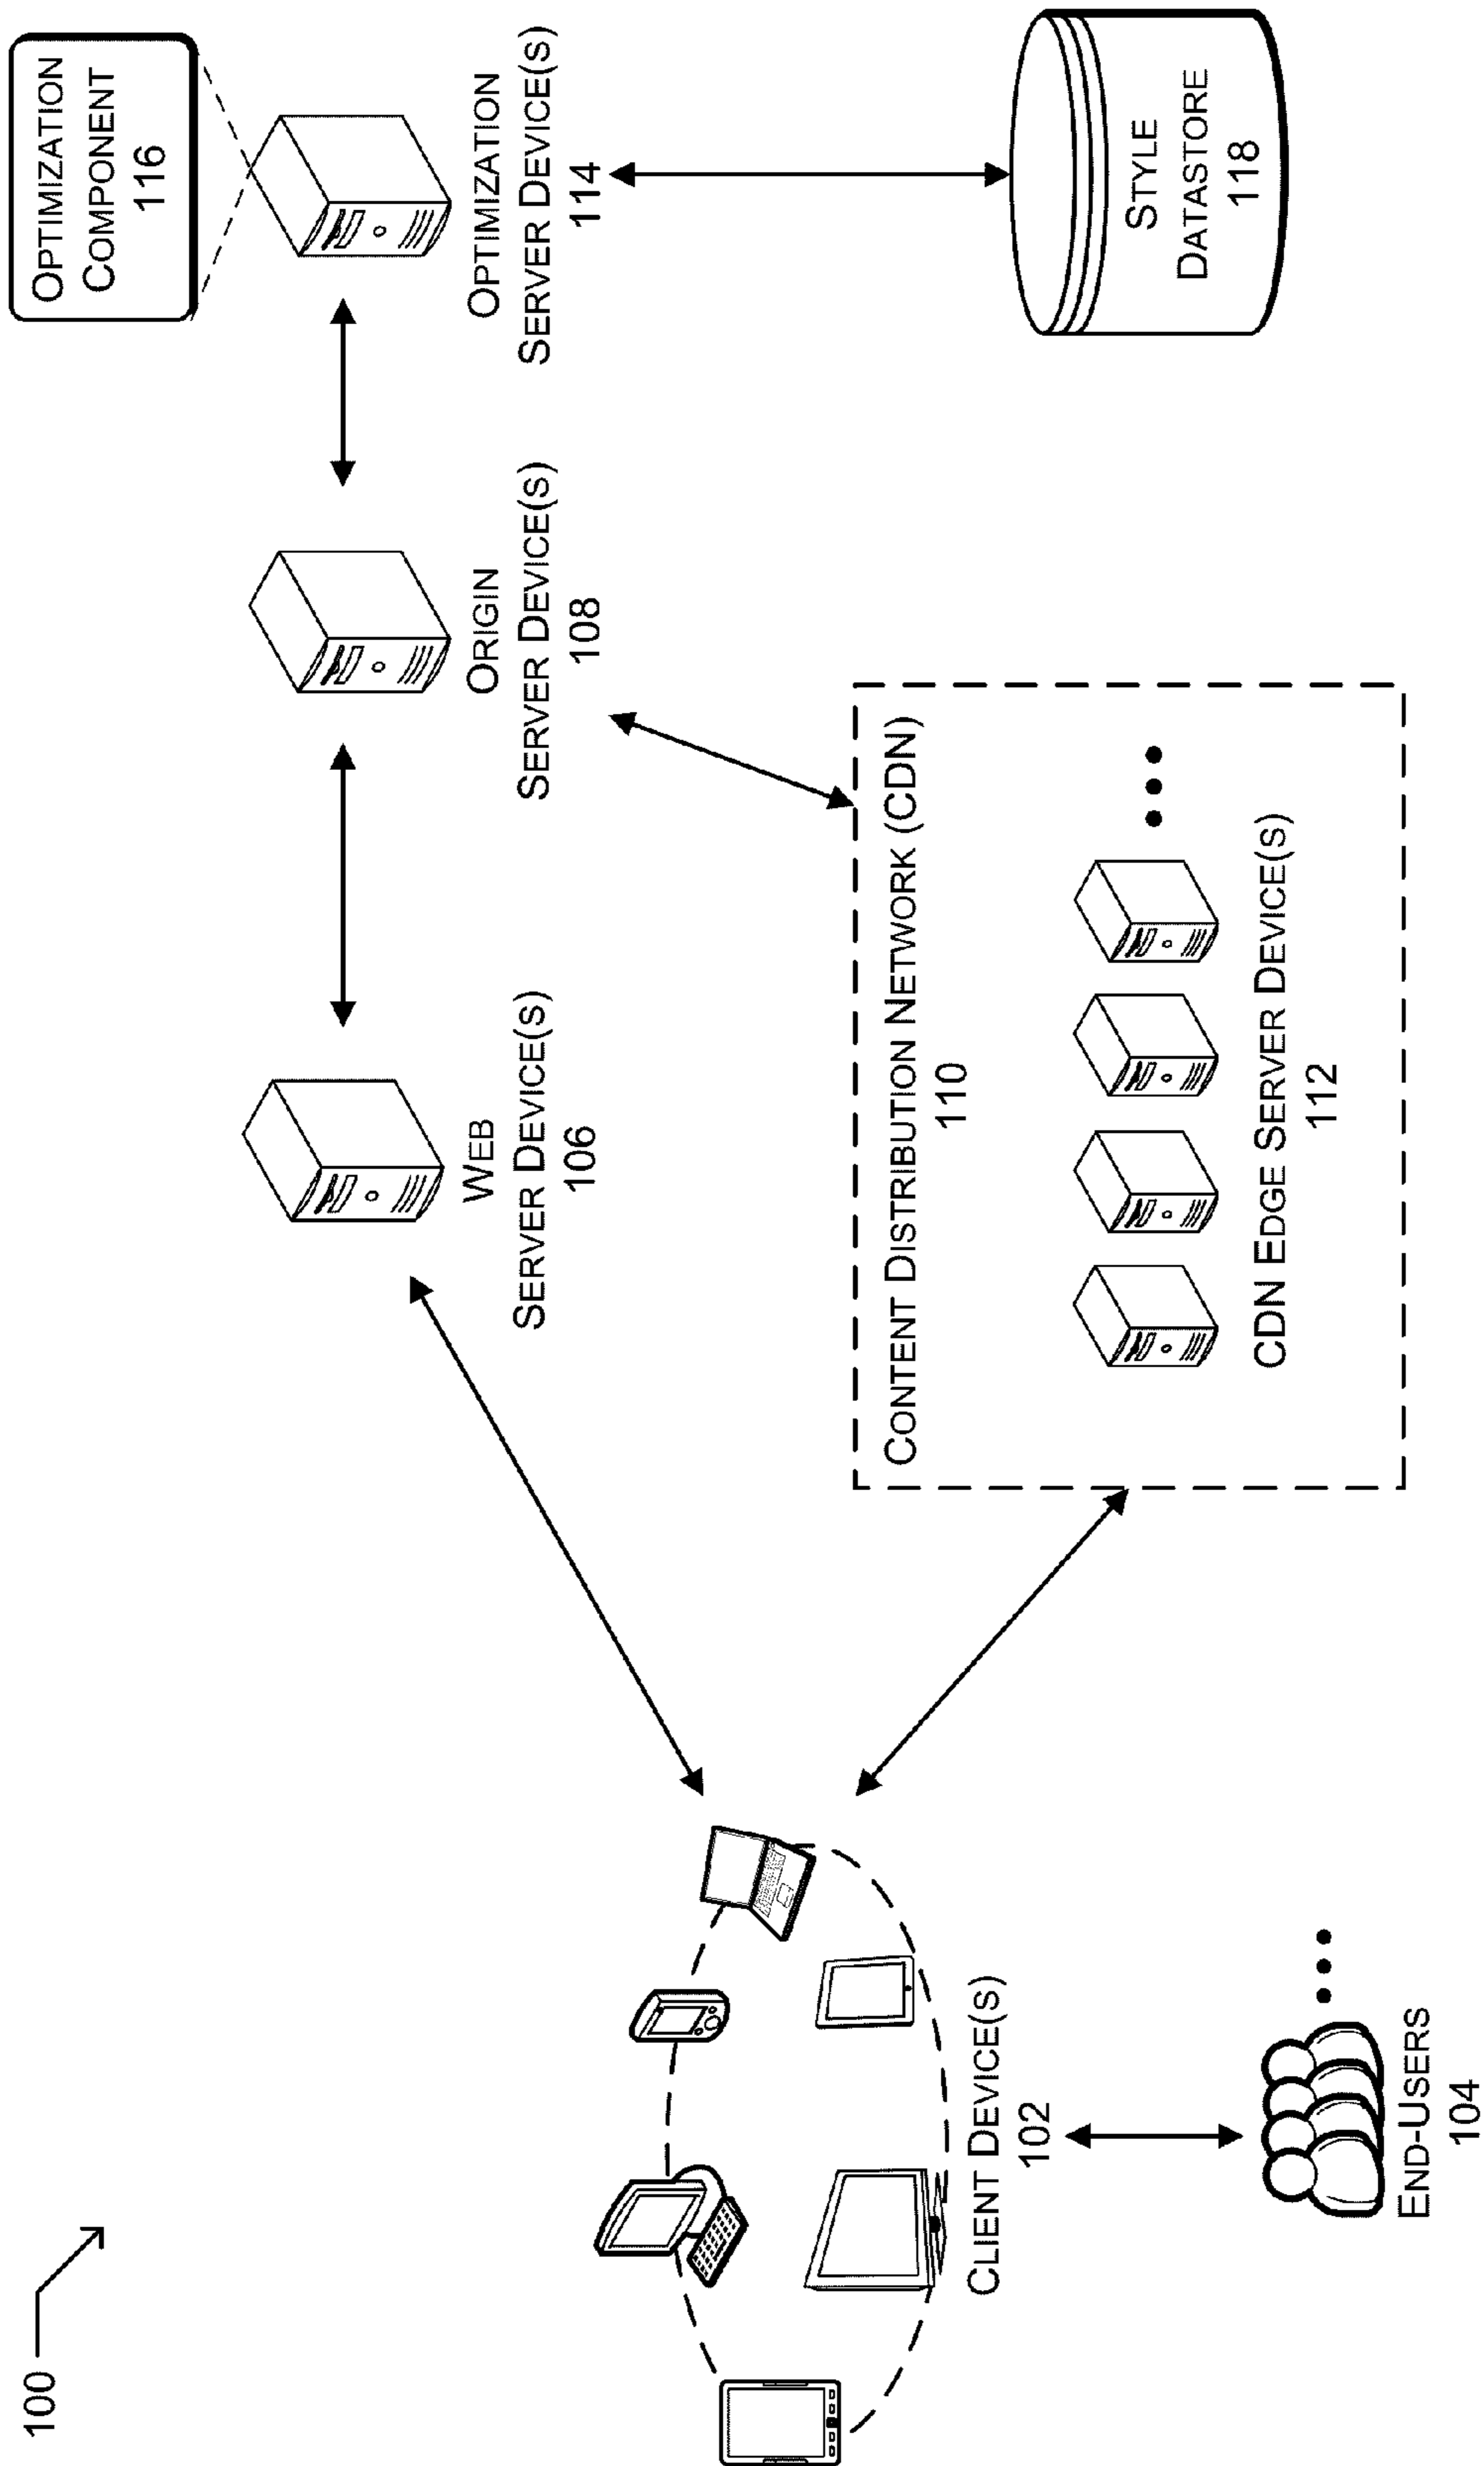 100
OPTIMIZATION
COMPONENT
116
WEB
SERVER DEVICE(S)
106
ORIGIN
SERVER DEVICE(S)
108
OPTIMIZATION
SERVER DEVICE(S)
114
CONTENT DISTRIBUTION NETWORK (CDN)
110
CDN EDGE SERVER DEVICE(S)
112
STYLE
DATASTORE
118
CLIENT DEVICE(S)
102
END-USERS
104